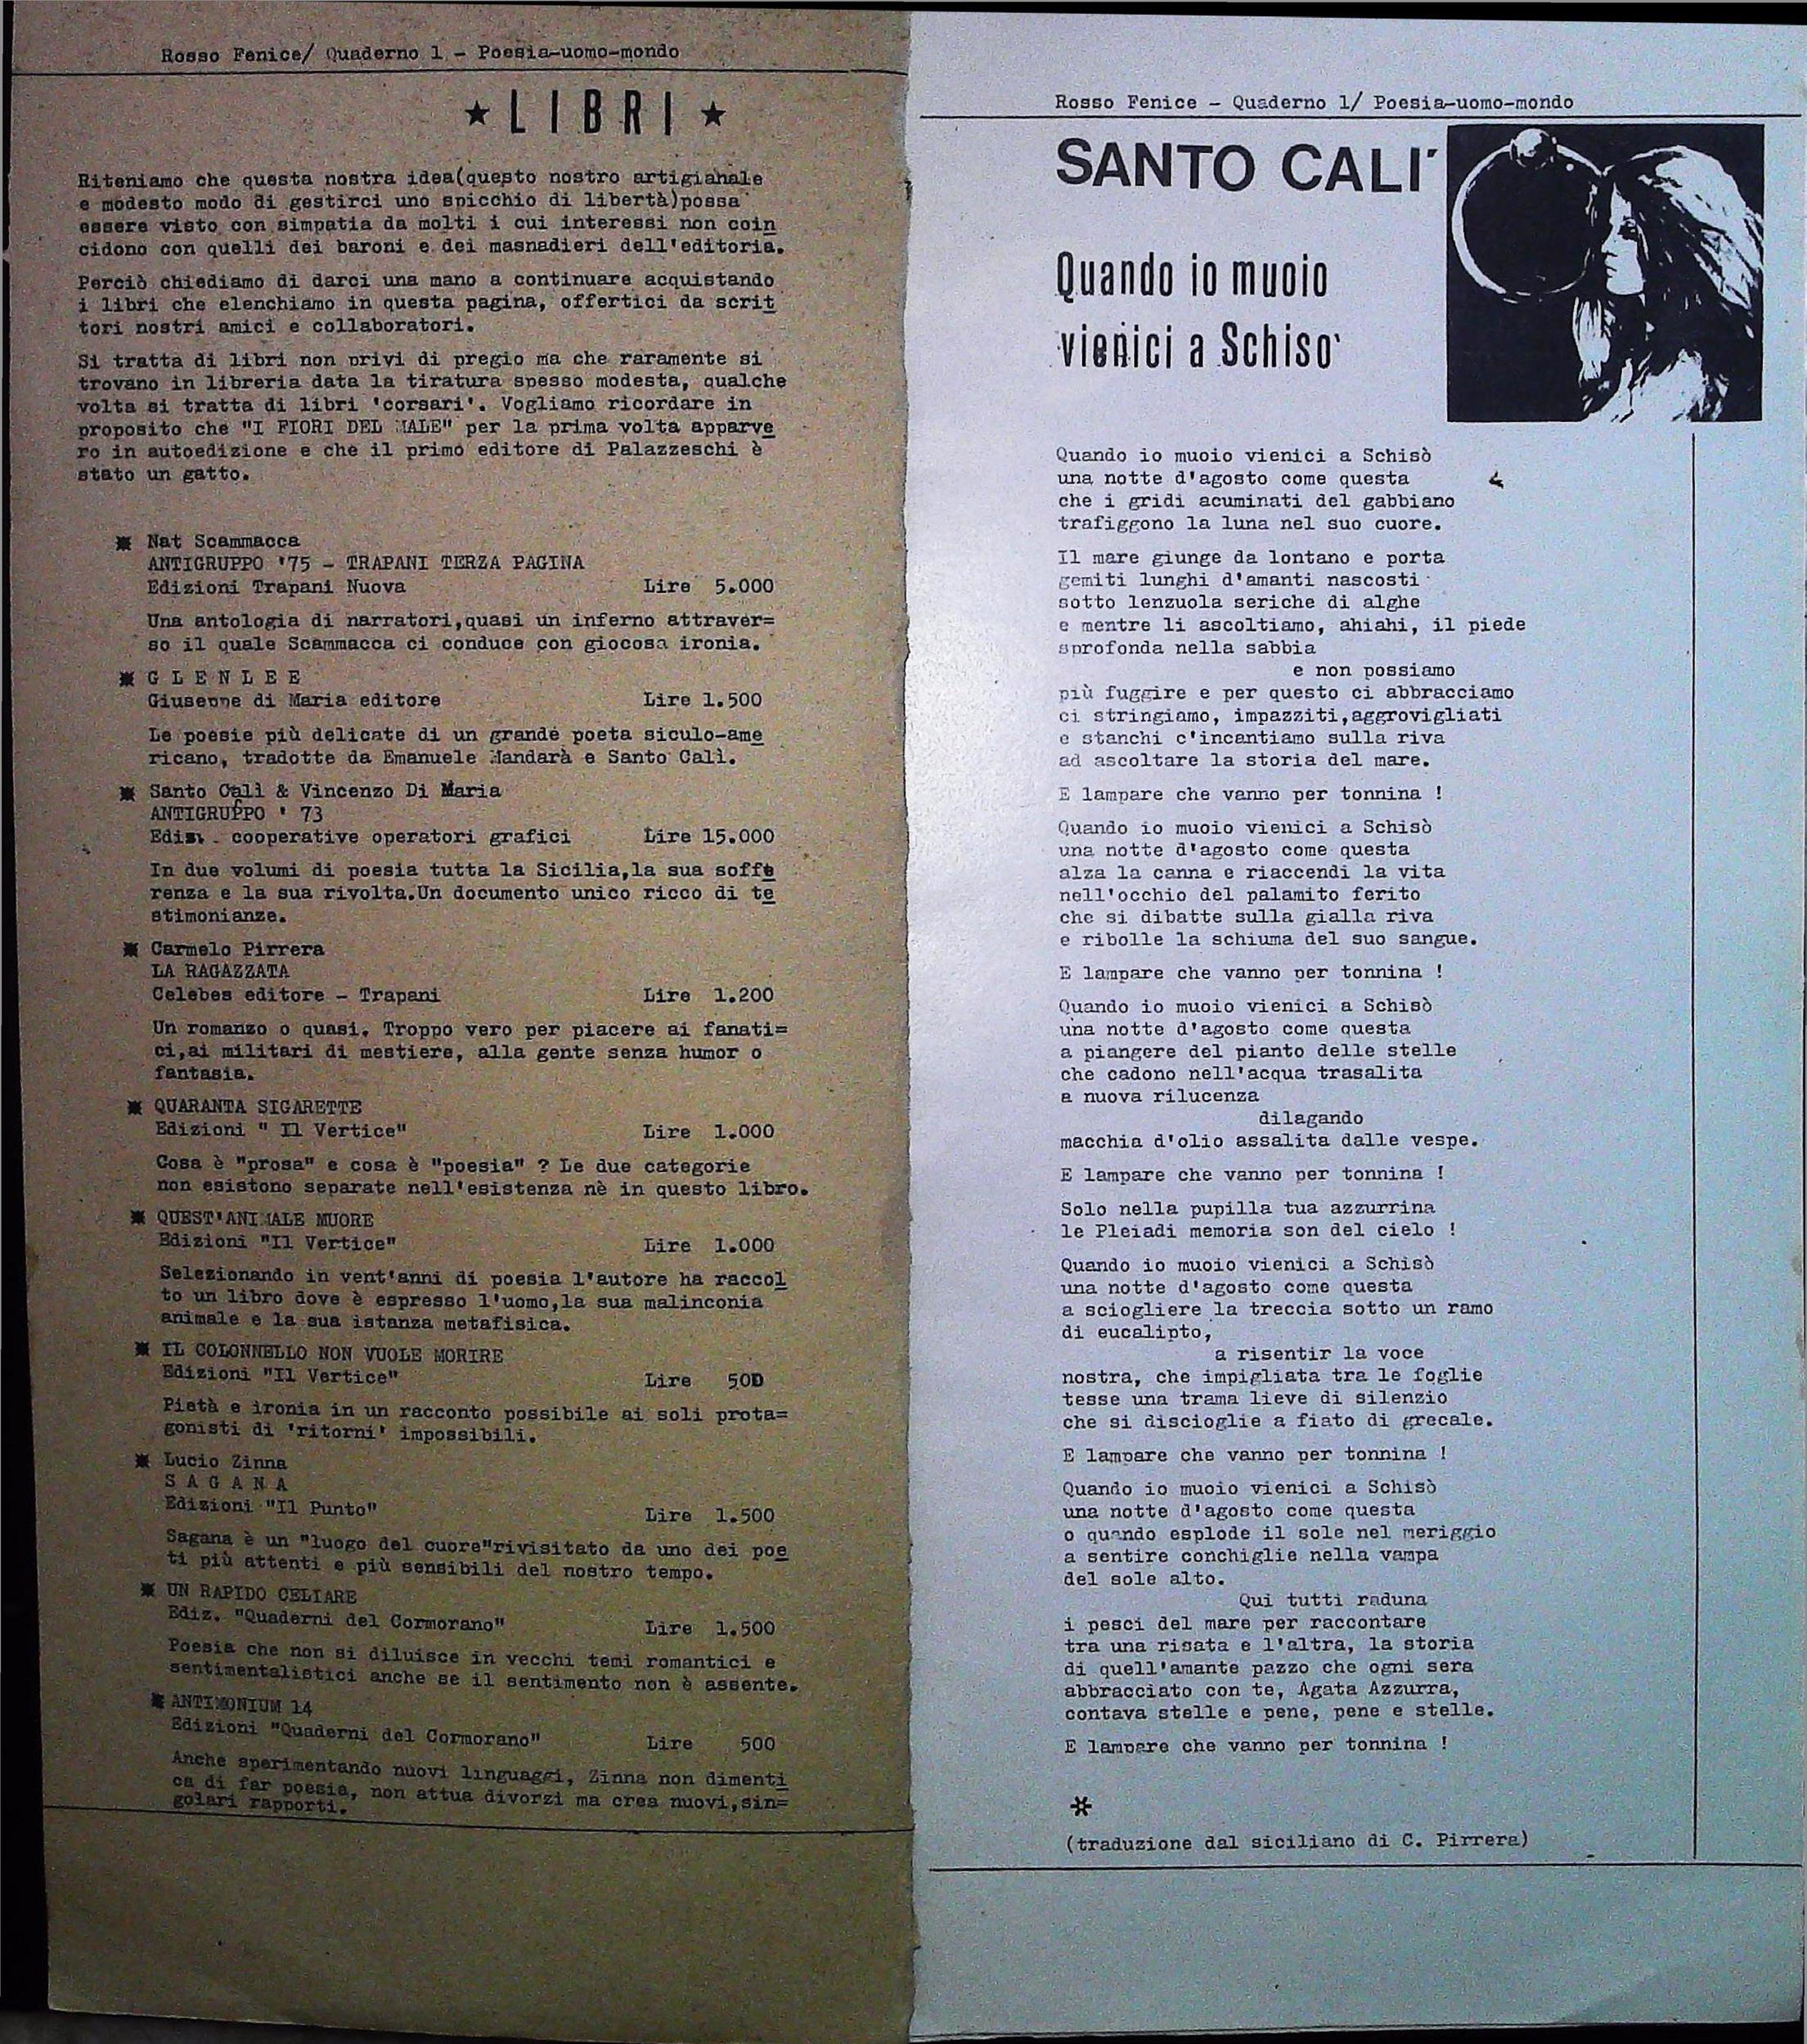 Rosso Fenice/ Quaderno 1 - Poesia-uomo-mondo
★ LIBRI ★
Riteniamo che questa nostra idea(questo nostro artigianale
e modesto modo di gestirci uno spicchio di libertà)possa
essere visto con simpatia da molti i cui interessi non coin
cidono con quelli dei baroni e dei masnadieri dell'editoria.
Perciò chiediamo di darci una mano a continuare acquistando
i libri che elenchiamo in questa pagina, offertici da scrit
tori nostri amici e collaboratori.
Si tratta di libri non privi di pregio ma che raramente si
trovano in libreria data la tiratura spesso modesta, qualche
volta si tratta di libri 'corsari'. Vogliamo ricordare in
proposito che "I FIORI DEL MALE" per la prima volta apparve
ro in autoedizione e che il primo editore di Palazzeschi è
stato un gatto.
Nat Scammacca
ANTIGRUPPO '75 - TRAPANI TERZA PAGINA
Edizioni Trapani Nuova Lire 5.000
Una antologia di narratori,quasi un inferno attraver=
so il quale Scammacca ci conduce con giocosa ironia.
G L E N L E E
Giuseppe di Maria editore Lire 1.500
Le poesie più delicate di un grande poeta siculo-ame
ricano, tradotte da Emanuele Mandarà e Santo Calì.
Santo Calì & Vincenzo Di Maria
ANTIGRUPPO ' 73
Ediz. cooperative operatori grafici Lire 15.000
In due volumi di poesia tutta la Sicilia,la sua soffe
renza e la sua rivolta.Un documento unico ricco di te
stimonianze.
Carmelo Pirrera
LA RAGAZZATA
Celebes editore - Trapani Lire 1.200
Un romanzo o quasi. Troppo vero per piacere ai fanati=
ci,ai militari di mestiere, alla gente senza humor o
fantasia.
QUARANTA SIGARETTE
Edizioni " Il Vertice" Lire 1.000
Cosa è "prosa" e cosa è "poesia" ? Le due categorie
non esistono separate nell'esistenza nè in questo libro.
QUEST'ANIMALE MUORE
Edizioni "Il Vertice" Lire 1.000
Selezionando in vent'anni di poesia l'autore ha raccol
to un libro dove è espresso l'uomo,la sua malinconia
animale e la sua istanza metafisica.
IL COLONNELLO NON VUOLE MORIRE
Edizioni "Il Vertice" Lire 500
Pietà e ironia in un racconto possibile ai soli prota=
gonisti di 'ritorni' impossibili.
Lucio Zinna
S A G A N A
Edizioni "Il Punto" Lire 1.500
Sagana è un "luogo del cuore"rivisitato da uno dei poe
ti più attenti e più sensibili del nostro tempo.
UN RAPIDO CELIARE
Ediz. "Quaderni del Cormorano" Lire 1.500
Poesia che non si diluisce in vecchi temi romantici e
sentimentalistici anche se il sentimento non è assente.
ANTIMONIUM 14
Edizioni "Quaderni del Cormorano" Lire 500
Anche sperimentando nuovi linguaggi, Zinna non dimenti
ca di far poesia, non attua divorzi ma crea nuovi,sin=
golari rapporti.
Rosso Fenice - Quaderno 1/ Poesia-uomo-mondo
SANTO CALI'
Quando io muoio
vienici a Schiso'
Quando io muoio vienici a Schisò
una notte d'agosto come questa
che i gridi acuminati del gabbiano
trafiggono la luna nel suo cuore.
Il mare giunge da lontano e porta
gemiti lunghi d'amanti nascosti
sotto lenzuola seriche di alghe
e mentre li ascoltiamo, ahiahi, il piede
sprofonda nella sabbia
e non possiamo
più fuggire e per questo ci abbracciamo
ci stringiamo, impazziti,aggrovigliati
e stanchi c'incantiamo sulla riva
ad ascoltare la storia del mare.
E lampare che vanno per tonnina !
Quando io muoio vienici a Schisò
una notte d'agosto come questa
alza la canna e riaccendi la vita
nell'occhio del palamito ferito
che si dibatte sulla gialla riva
e ribolle la schiuma del suo sangue.
E lampare che vanno per tonnina !
Quando io muoio vienici a Schisò
una notte d'agosto come questa
a piangere del pianto delle stelle
che cadono nell'acqua trasalita
a nuova rilucenza
dilagando
macchia d'olio assalita dalle vespe.
E lampare che vanno per tonnina !
Solo nella pupilla tua azzurrina
le Pleiadi memoria son del cielo !
Quando io muoio vienici a Schisò
una notte d'agosto come questa
a sciogliere la treccia sotto un ramo
di eucalipto,
a risentir la voce
nostra, che impigliata tra le foglie
tesse una trama lieve di silenzio
che si discioglie a fiato di grecale.
E lampare che vanno per tonnina !
Quando io muoio vienici a Schisò
una notte d'agosto come questa
o quando esplode il sole nel meriggio
a sentire conchiglie nella vampa
del sole alto.
Qui tutti raduna
i pesci del mare per raccontare
tra una risata e l'altra, la storia
di quell'amante pazzo che ogni sera
abbracciato con te, Agata Azzurra,
contava stelle e pene, pene e stelle.
E lampare che vanno per tonnina !
*
(traduzione dal siciliano di C. Pirrera)